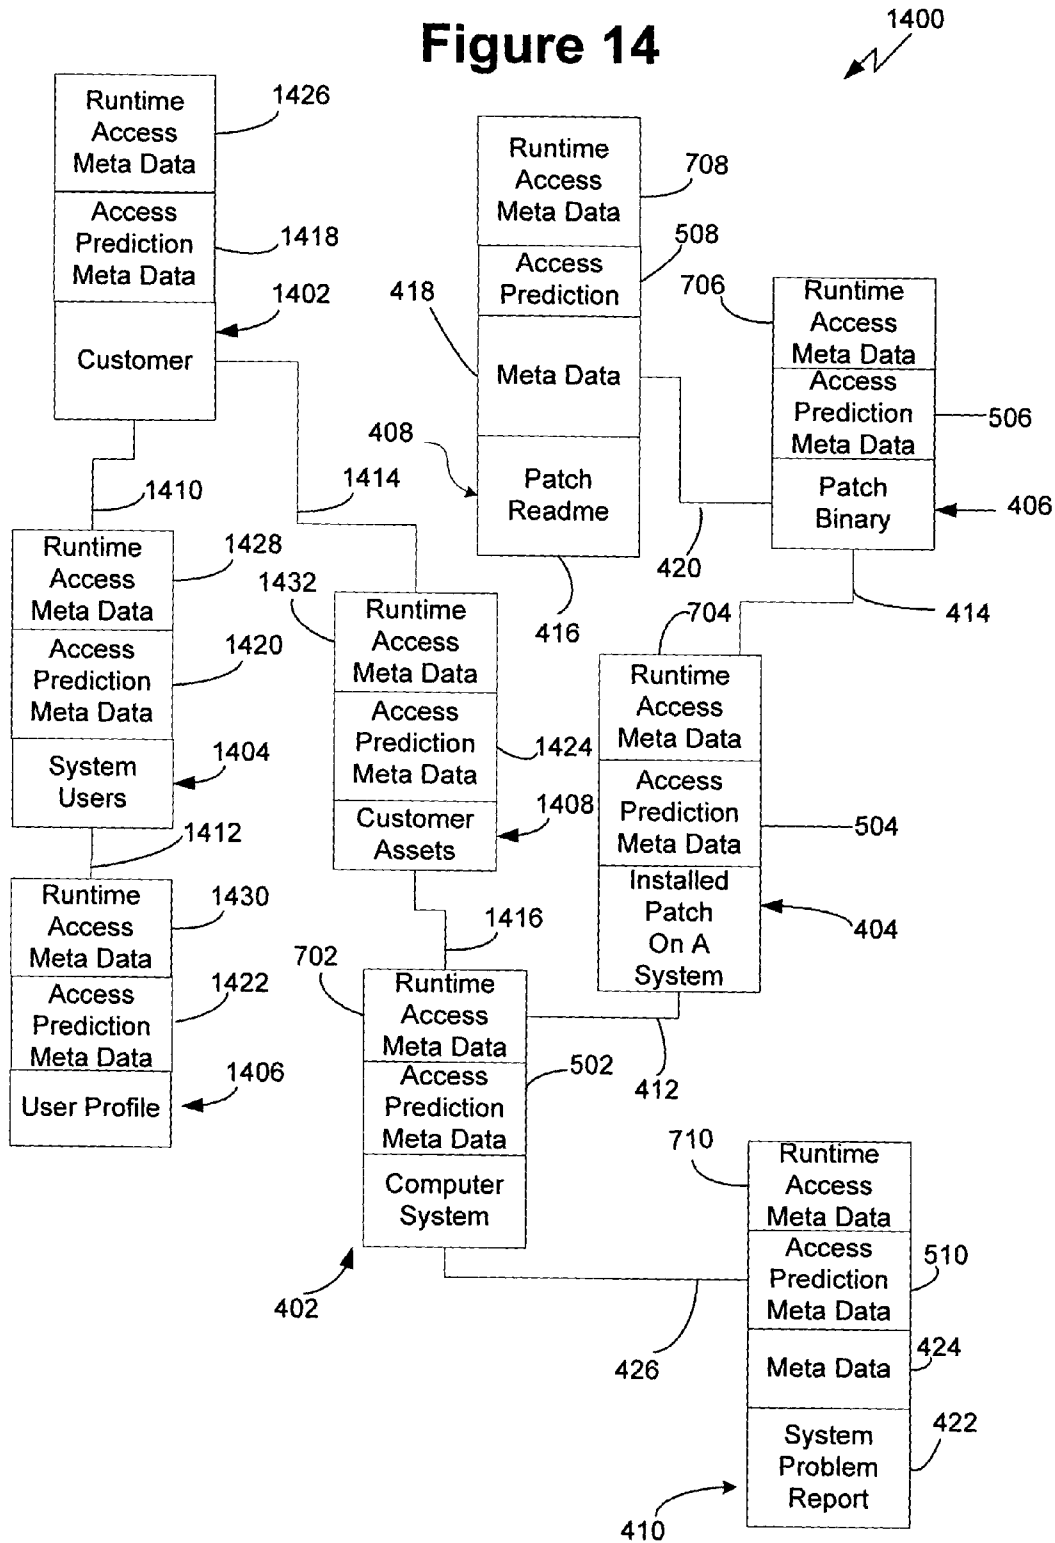 Figure 14
1400
Runtime
Access
Meta Data
1426
Access
Prediction
Meta Data
1418
1402
Customer
1410
1414
Runtime
Access
Meta Data
708
Access
Prediction
508
418
Meta Data
408
Patch
Readme
416
420
706
Runtime
Access
Meta Data
Access
Prediction
Meta Data
506
Patch
Binary
406
414
Runtime
Access
Meta Data
1428
Access
Prediction
Meta Data
1420
System
Users
1404
1412
Runtime
Access
Meta Data
1430
Access
Prediction
Meta Data
1422
User Profile
1406
1432
Runtime
Access
Meta Data
Access
Prediction
Meta Data
1424
Customer
Assets
1408
1416
704
Runtime
Access
Meta Data
Access
Prediction
Meta Data
504
Installed
Patch
On A
System
404
412
702
Runtime
Access
Meta Data
Access
Prediction
Meta Data
502
Computer
System
402
426
710
Runtime
Access
Meta Data
Access
Prediction
Meta Data
510
Meta Data
424
System
Problem
Report
422
410